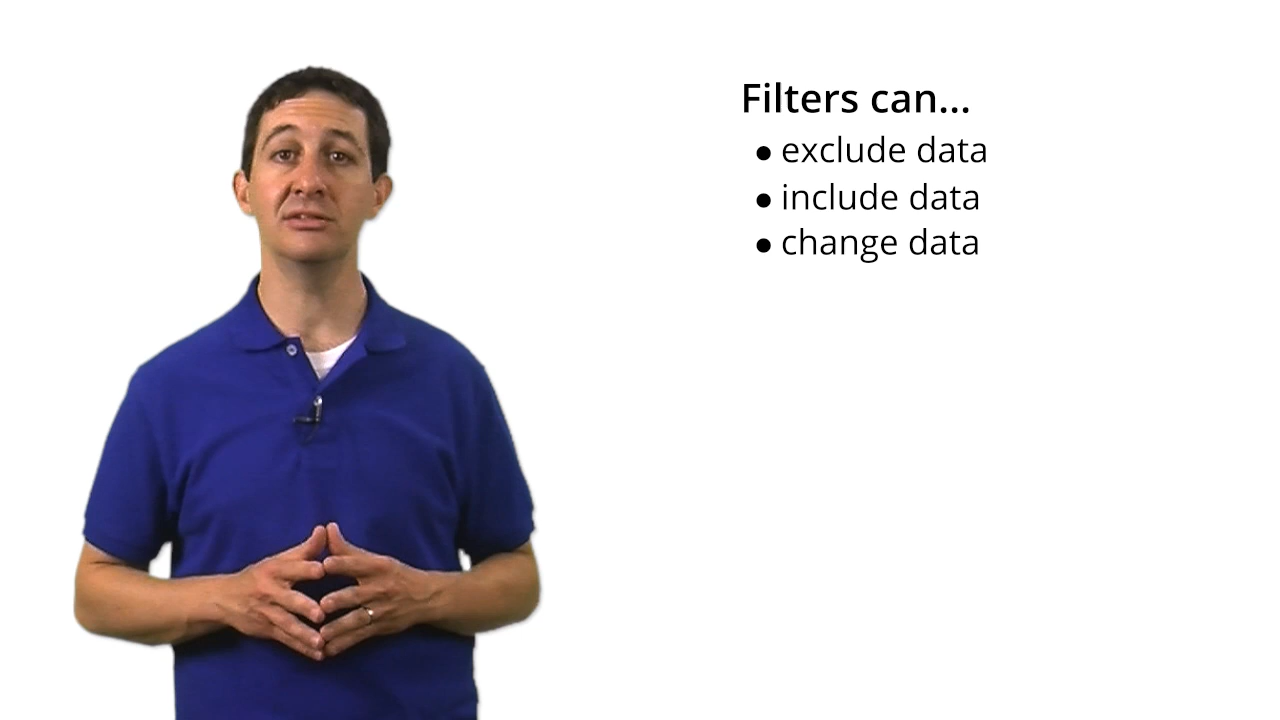 Filters can...
• exclude data
• include data
• change data